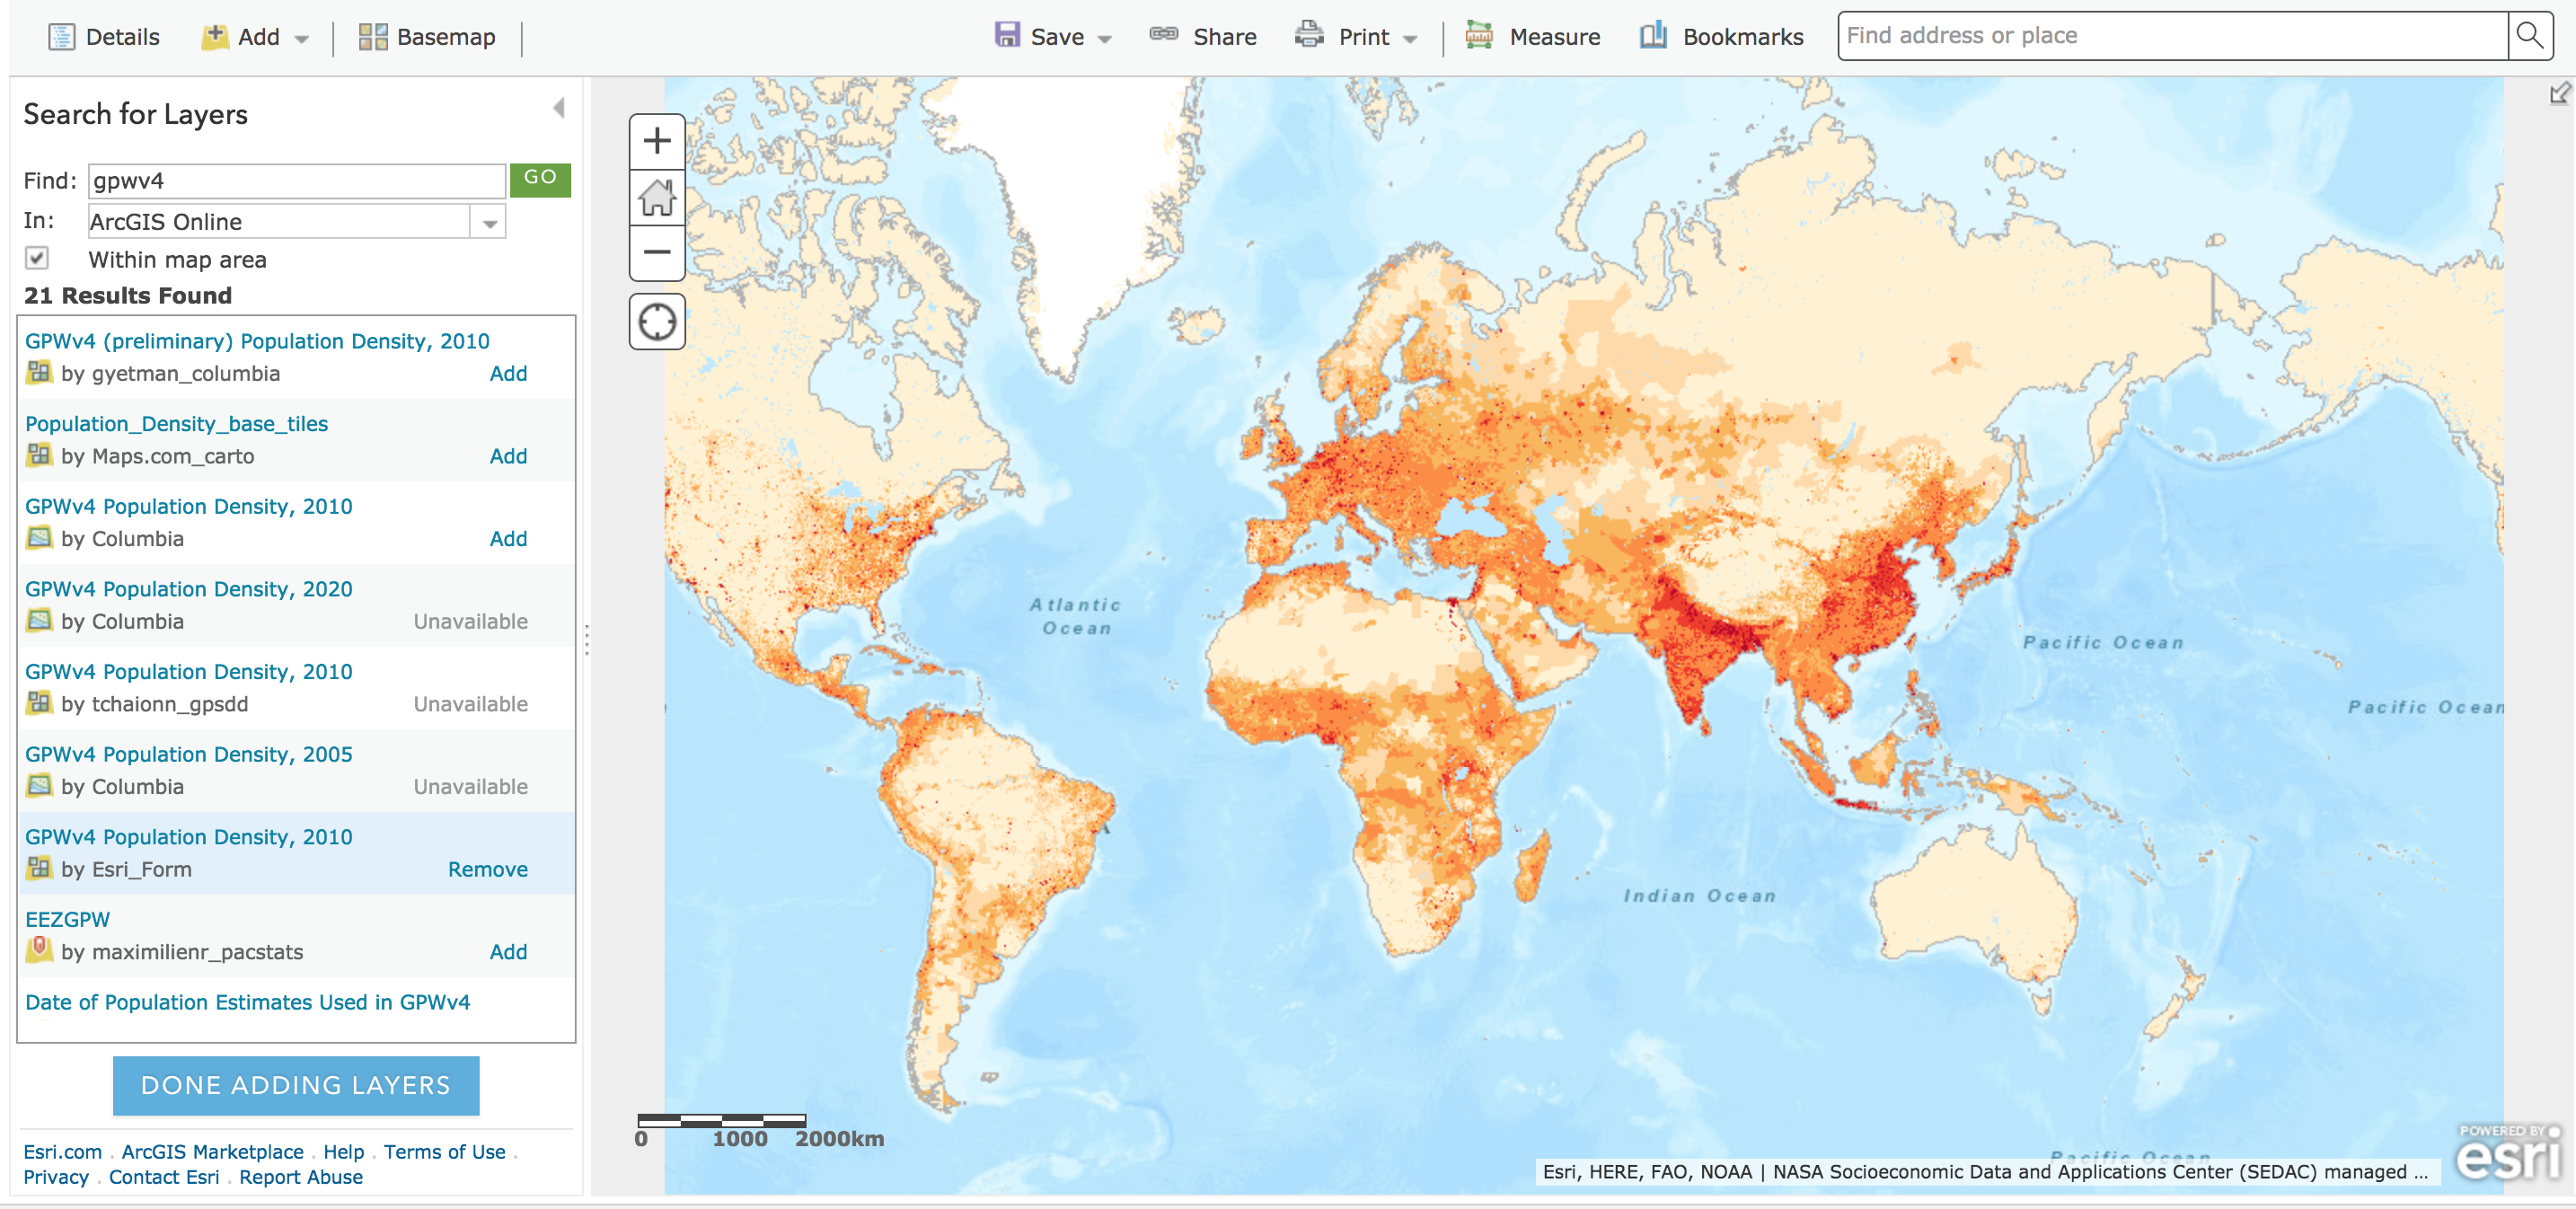 Details
Add
Basemap
Save
Share
Print
Measure
Bookmarks
Find address or place
Search for Layers
Find:
gpwv4
GO
In:
ArcGIS Online
Within map area
21 Results Found
GPWv4 (preliminary) Population Density, 2010
by gyetman_columbia
Add
Population_Density_base_tiles
by Maps.com_carto
Add
GPWv4 Population Density, 2010
by Columbia
Add
GPWv4 Population Density, 2020
by Columbia
Unavailable
GPWv4 Population Density, 2010
by tchaionn_gpsdd
Unavailable
GPWv4 Population Density, 2005
by Columbia
Unavailable
GPWv4 Population Density, 2010
by Esri_Form
Remove
EEZGPW
by maximilienr_pacstats
Add
Date of Population Estimates Used in GPWv4
DONE ADDING LAYERS
Esri.com . ArcGIS Marketplace . Help . Terms of Use .
Privacy . Contact Esri . Report Abuse
Atlantic
Ocean
Pacific Ocean
Pacific Ocean
Indian Ocean
Pacific Ocean
0 1000 2000km
Esri, HERE, FAO, NOAA | NASA Socioeconomic Data and Applications Center (SEDAC) managed ...
POWERED BY
esri